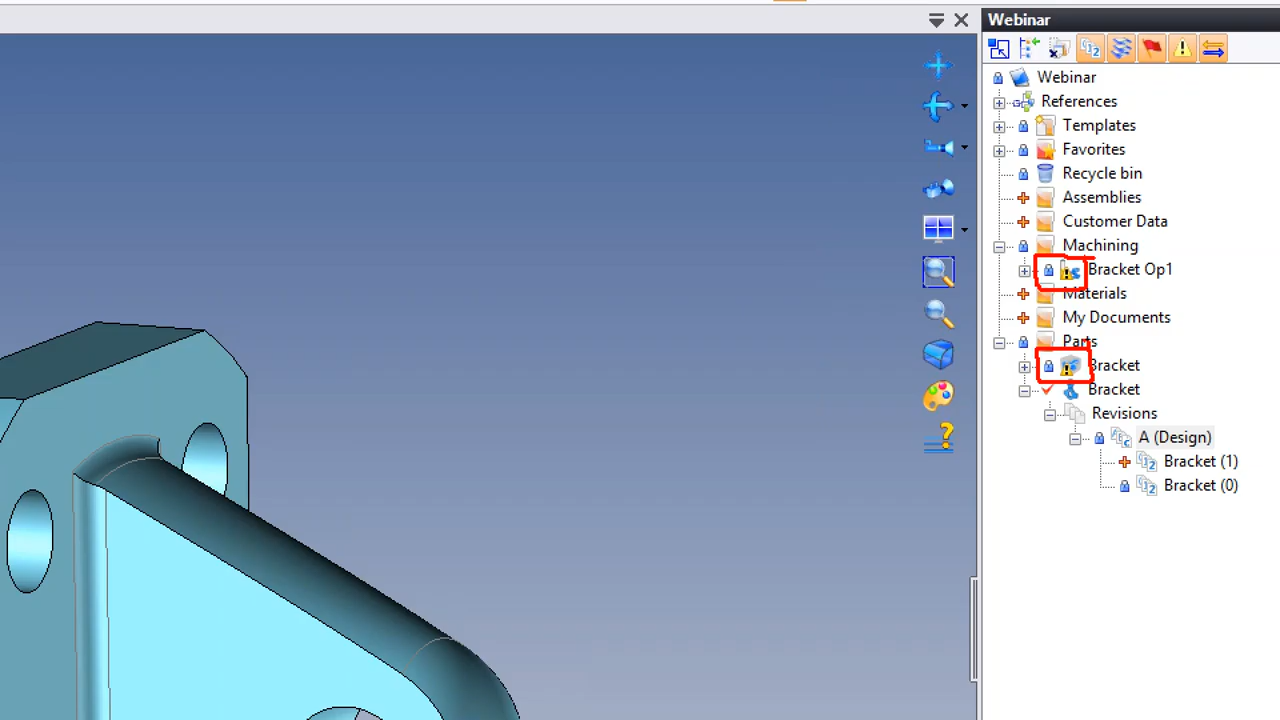 Webinar
Webinar
References
Templates
Favorites
Recycle bin
Assemblies
Customer Data
Machining
Bracket Op1
Materials
My Documents
Parts
Bracket
Bracket
Revisions
A (Design)
Bracket (1)
Bracket (0)